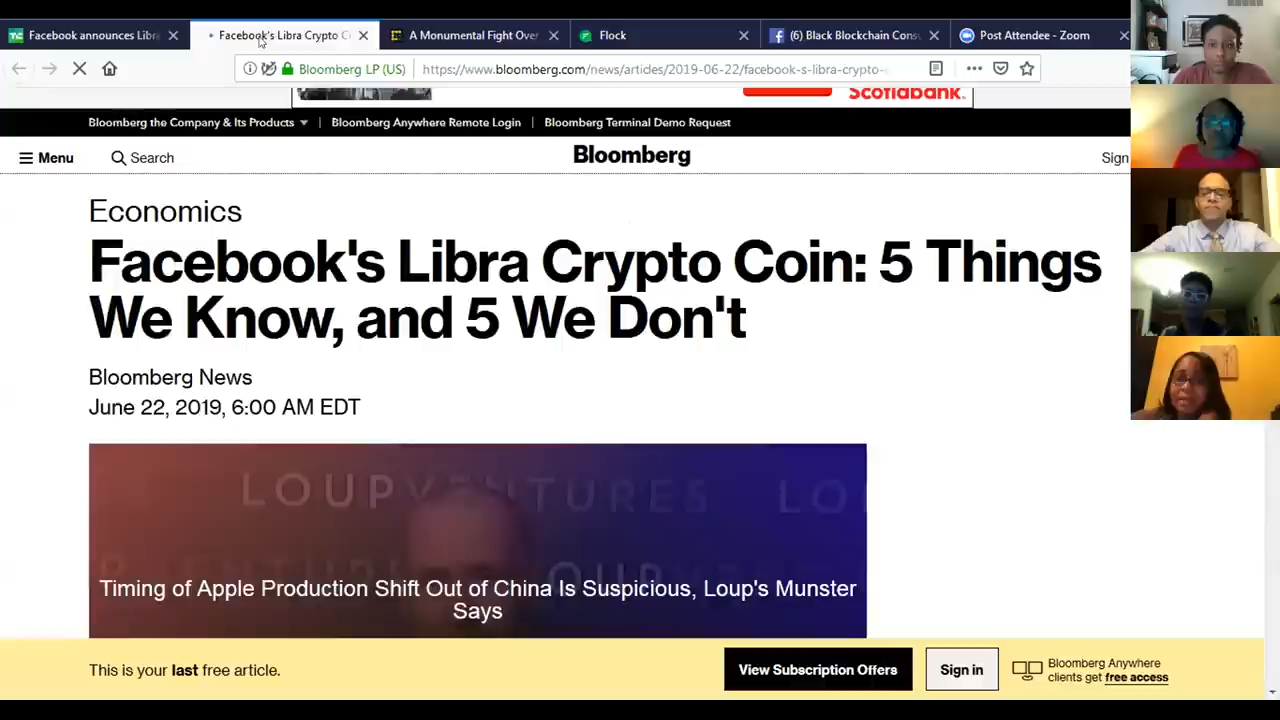 Facebook announces Libra
Facebook's Libra Crypto C
A Monumental Fight Over
Flock
(6) Black Blockchain Cons
Post Attendee - Zoom
Bloomberg LP (US)
https://www.bloomberg.com/news/articles/2019-06-22/facebook-s-libra-crypto-c
Scotiabank
Bloomberg the Company & Its Products
Bloomberg Anywhere Remote Login
Bloomberg Terminal Demo Request
Menu
Search
Bloomberg
Sign
Economics
Facebook's Libra Crypto Coin: 5 Things
We Know, and 5 We Don't
Bloomberg News
June 22, 2019, 6:00 AM EDT
LOUP VENTURES LO
Timing of Apple Production Shift Out of China Is Suspicious, Loup's Munster
Says
This is your last free article.
View Subscription Offers
Sign in
Bloomberg Anywhere
clients get free access